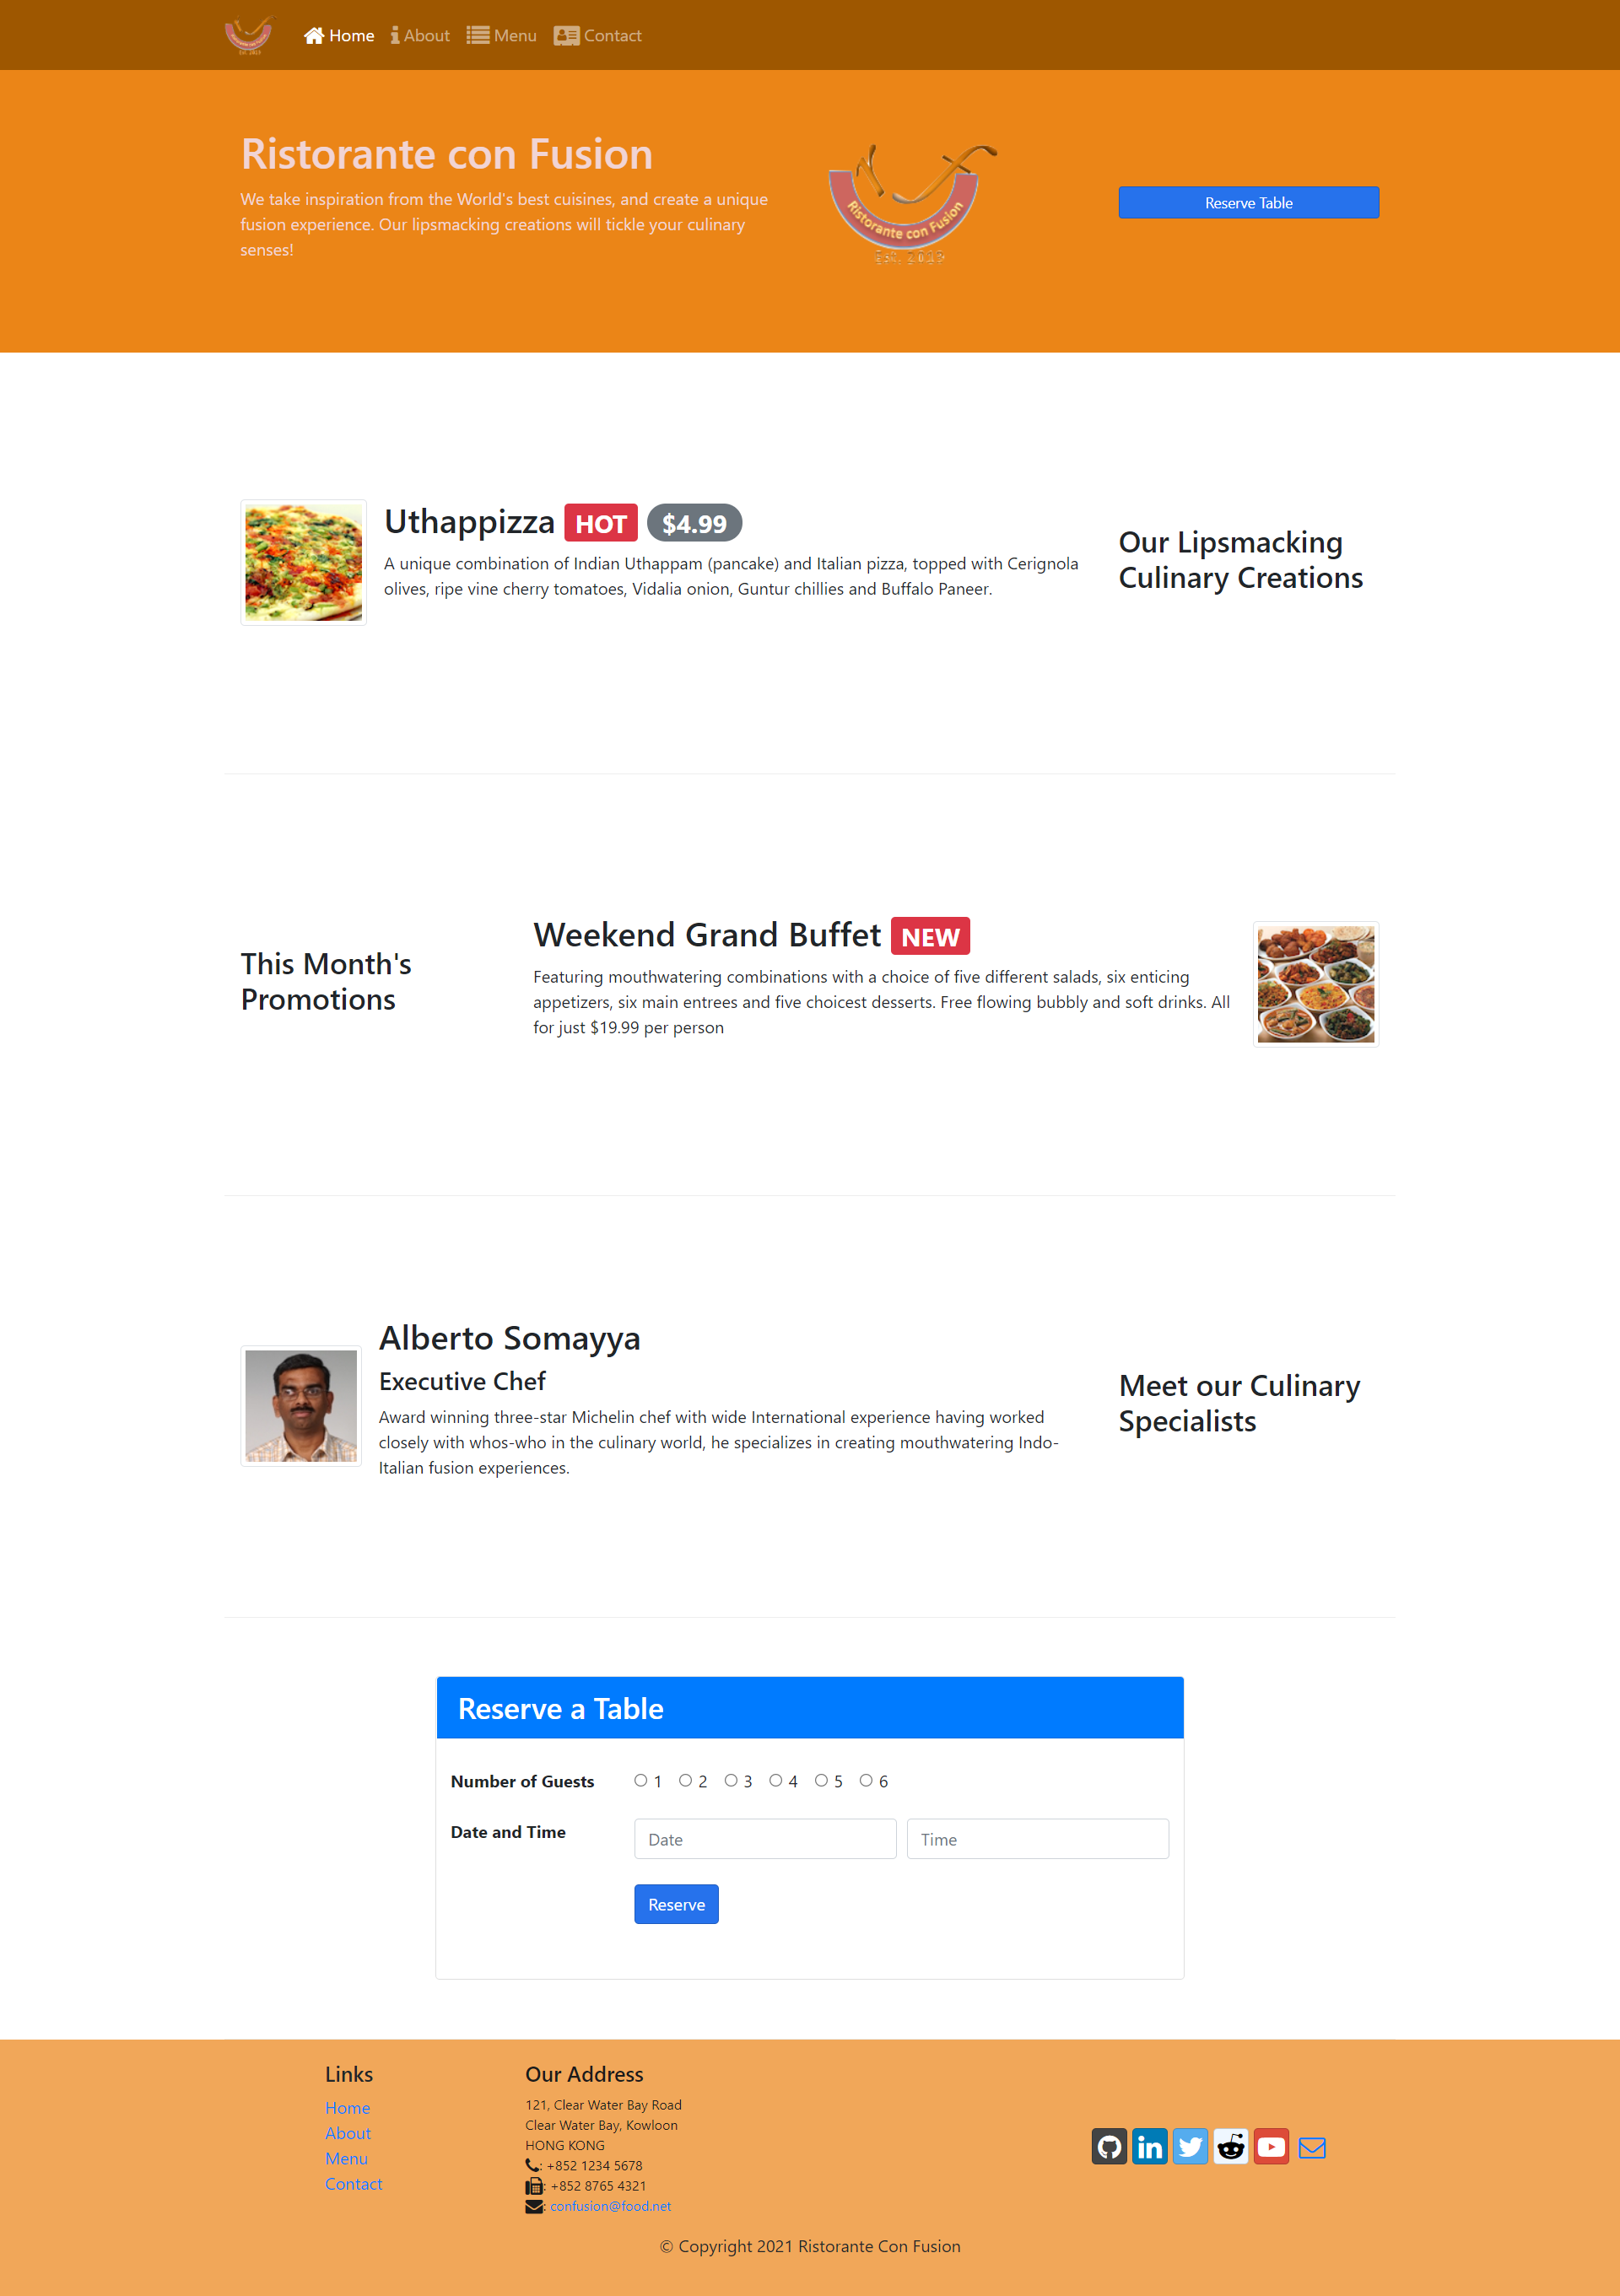 Home About Menu Contact
Ristorante con Fusion
We take inspiration from the World's best cuisines, and create a unique
fusion experience. Our lipsmacking creations will tickle your culinary
senses!
Ristorante con Fusion
Est. 2013
Reserve Table
Uthappizza HOT $4.99
A unique combination of Indian Uthappam (pancake) and Italian pizza, topped with Cerignola
olives, ripe vine cherry tomatoes, Vidalia onion, Guntur chillies and Buffalo Paneer.
Our Lipsmacking
Culinary Creations
This Month's
Promotions
Weekend Grand Buffet NEW
Featuring mouthwatering combinations with a choice of five different salads, six enticing
appetizers, six main entrees and five choicest desserts. Free flowing bubbly and soft drinks. All
for just $19.99 per person
Alberto Somayya
Executive Chef
Award winning three-star Michelin chef with wide International experience having worked
closely with whos-who in the culinary world, he specializes in creating mouthwatering Indo-
Italian fusion experiences.
Meet our Culinary
Specialists
Reserve a Table
Number of Guests 1 2 3 4 5 6
Date and Time Date Time
Reserve
Links
Home
About
Menu
Contact
Our Address
121, Clear Water Bay Road
Clear Water Bay, Kowloon
HONG KONG
: +852 1234 5678
: +852 8765 4321
: confusion@food.net
in
© Copyright 2021 Ristorante Con Fusion